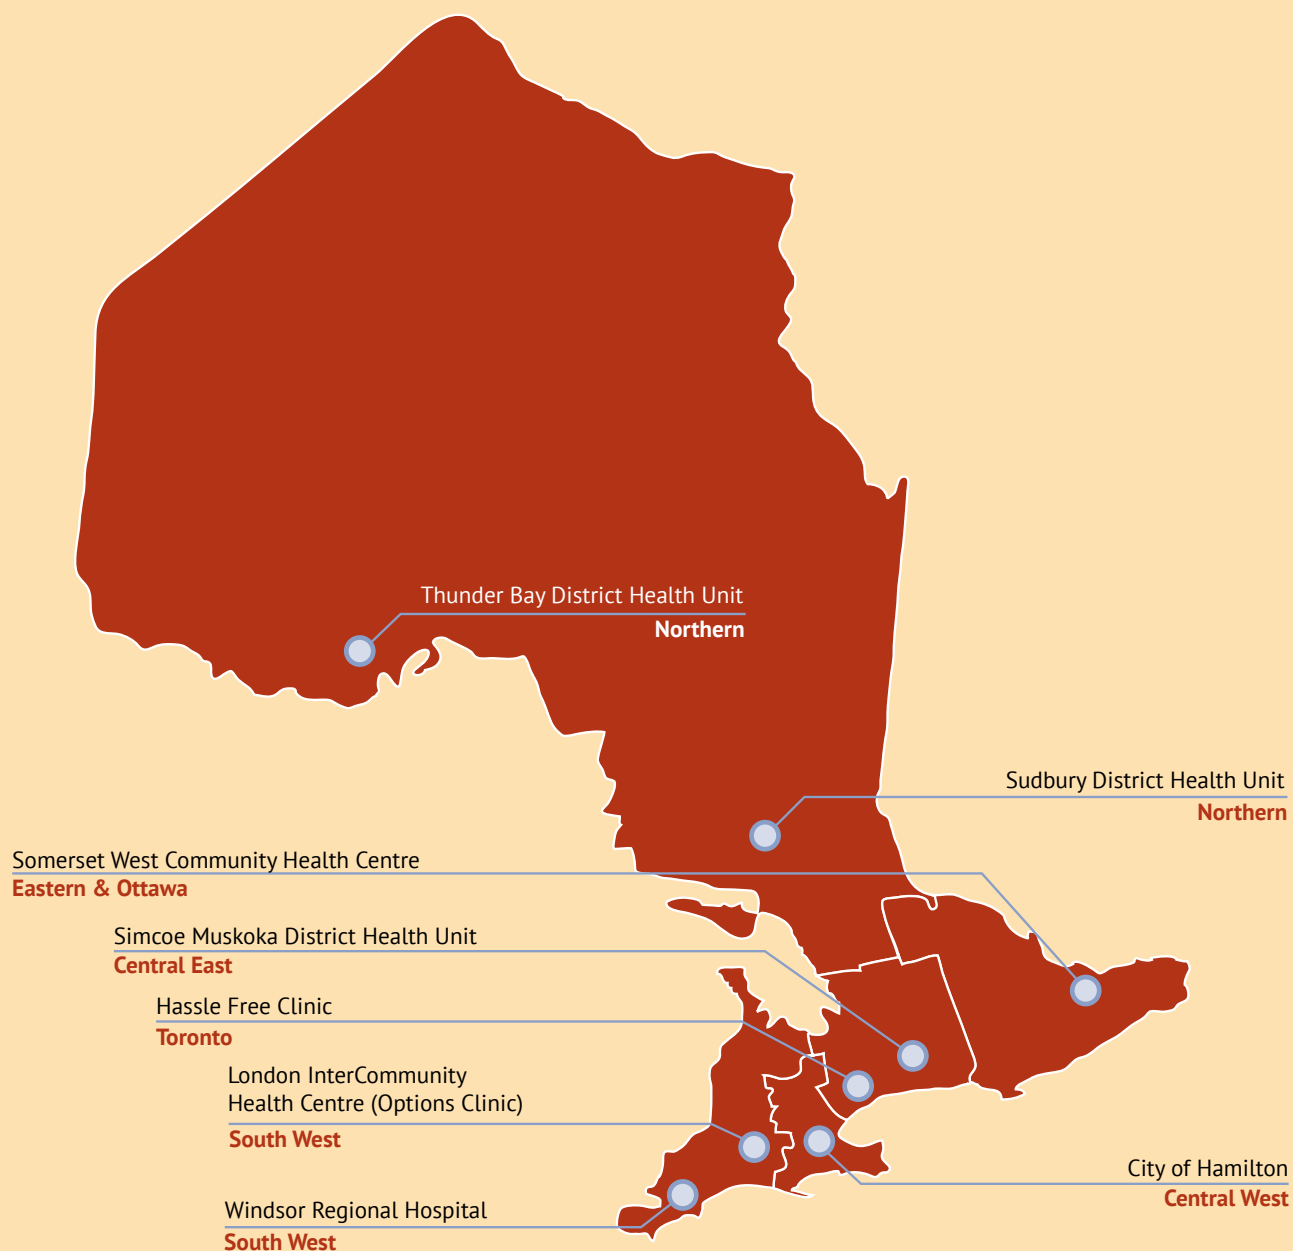 Thunder Bay District Health Unit
Northern
Sudbury District Health Unit
Northern
Somerset West Community Health Centre
Eastern & Ottawa
Simcoe Muskoka District Health Unit
Central East
Hassle Free Clinic
Toronto
London InterCommunity
Health Centre (Options Clinic)
South West
City of Hamilton
Central West
Windsor Regional Hospital
South West